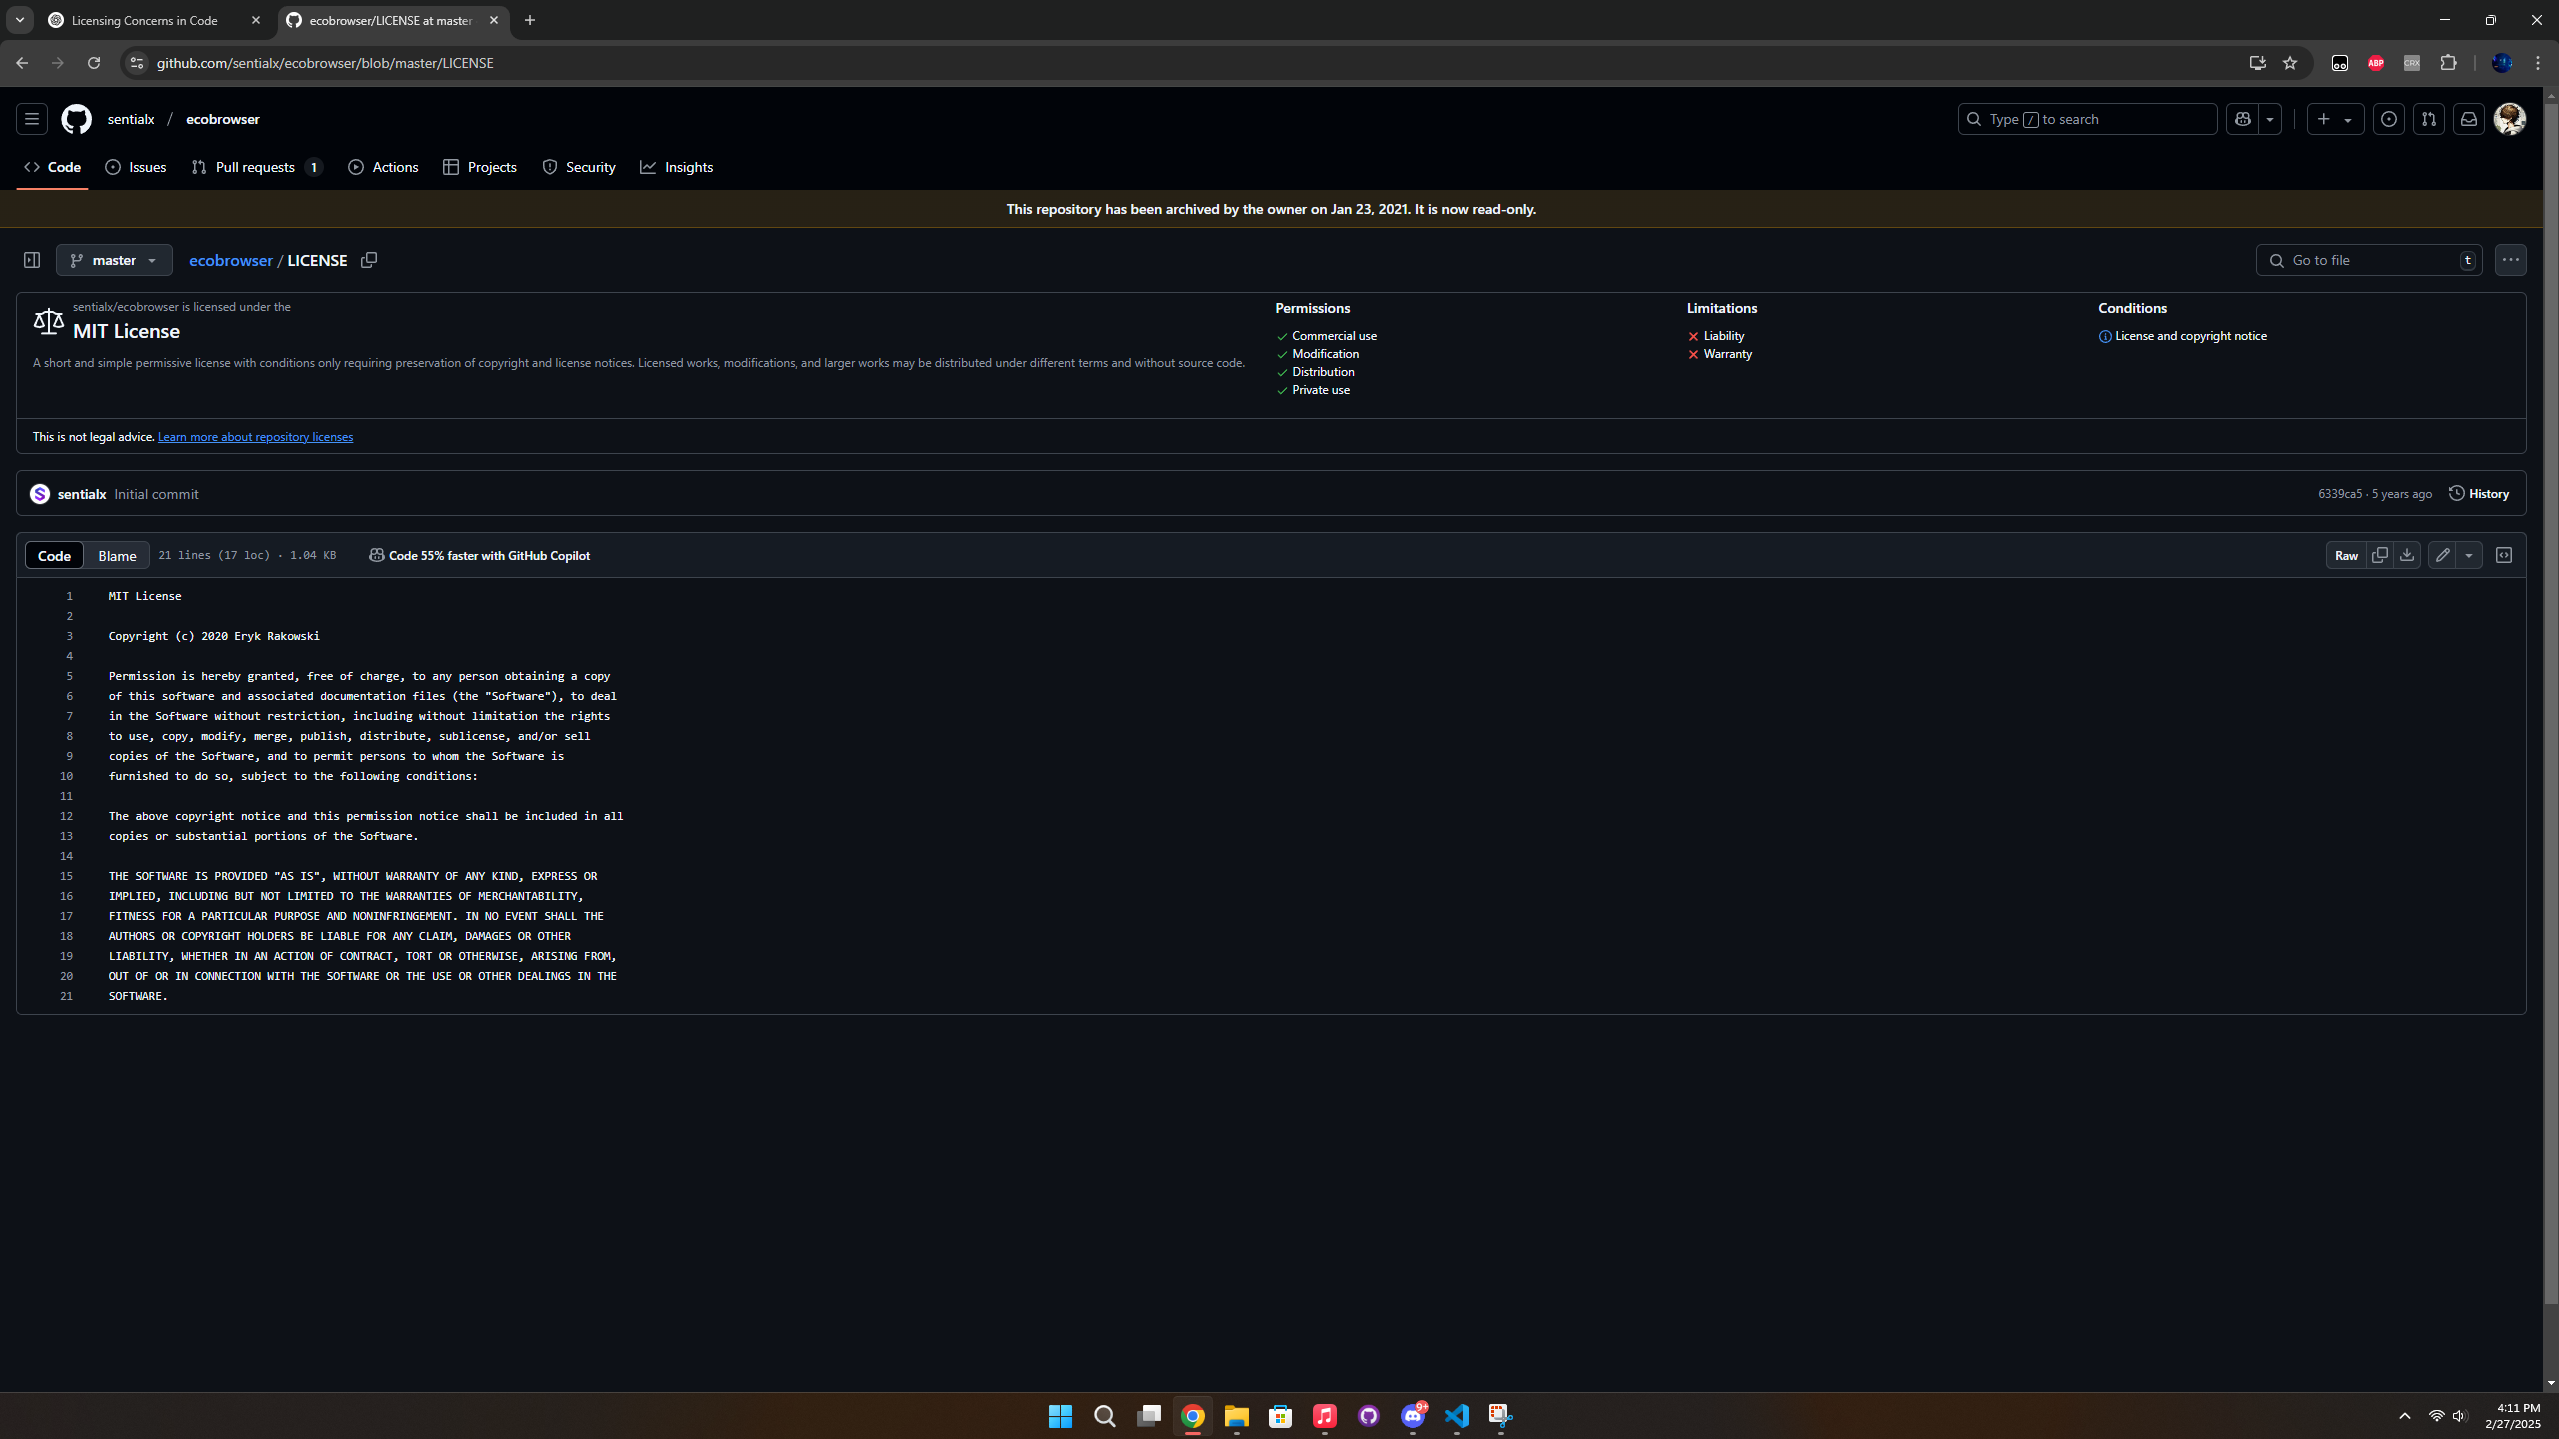 Licensing Concerns in Code
ecobrowser/LICENSE at master
github.com/sentialx/ecobrowser/blob/master/LICENSE
ABP
CRX
sentialx / ecobrowser
Type / to search
Code
Issues
Pull requests 1
Actions
Projects
Security
Insights
This repository has been archived by the owner on Jan 23, 2021. It is now read-only.
master
ecobrowser / LICENSE
Go to file
t
sentialx/ecobrowser is licensed under the
MIT License
A short and simple permissive license with conditions only requiring preservation of copyright and license notices. Licensed works, modifications, and larger works may be distributed under different terms and without source code.
Permissions
Commercial use
Modification
Distribution
Private use
Limitations
Liability
Warranty
Conditions
License and copyright notice
This is not legal advice. Learn more about repository licenses
sentialx Initial commit
6339ca5 · 5 years ago
History
Code
Blame
21 lines (17 loc) · 1.04 KB
Code 55% faster with GitHub Copilot
Raw
1 MIT License
2
3 Copyright (c) 2020 Eryk Rakowski
4
5 Permission is hereby granted, free of charge, to any person obtaining a copy
6 of this software and associated documentation files (the "Software"), to deal
7 in the Software without restriction, including without limitation the rights
8 to use, copy, modify, merge, publish, distribute, sublicense, and/or sell
9 copies of the Software, and to permit persons to whom the Software is
10 furnished to do so, subject to the following conditions:
11
12 The above copyright notice and this permission notice shall be included in all
13 copies or substantial portions of the Software.
14
15 THE SOFTWARE IS PROVIDED "AS IS", WITHOUT WARRANTY OF ANY KIND, EXPRESS OR
16 IMPLIED, INCLUDING BUT NOT LIMITED TO THE WARRANTIES OF MERCHANTABILITY,
17 FITNESS FOR A PARTICULAR PURPOSE AND NONINFRINGEMENT. IN NO EVENT SHALL THE
18 AUTHORS OR COPYRIGHT HOLDERS BE LIABLE FOR ANY CLAIM, DAMAGES OR OTHER
19 LIABILITY, WHETHER IN AN ACTION OF CONTRACT, TORT OR OTHERWISE, ARISING FROM,
20 OUT OF OR IN CONNECTION WITH THE SOFTWARE OR THE USE OR OTHER DEALINGS IN THE
21 SOFTWARE.
9+
4:11 PM
2/27/2025